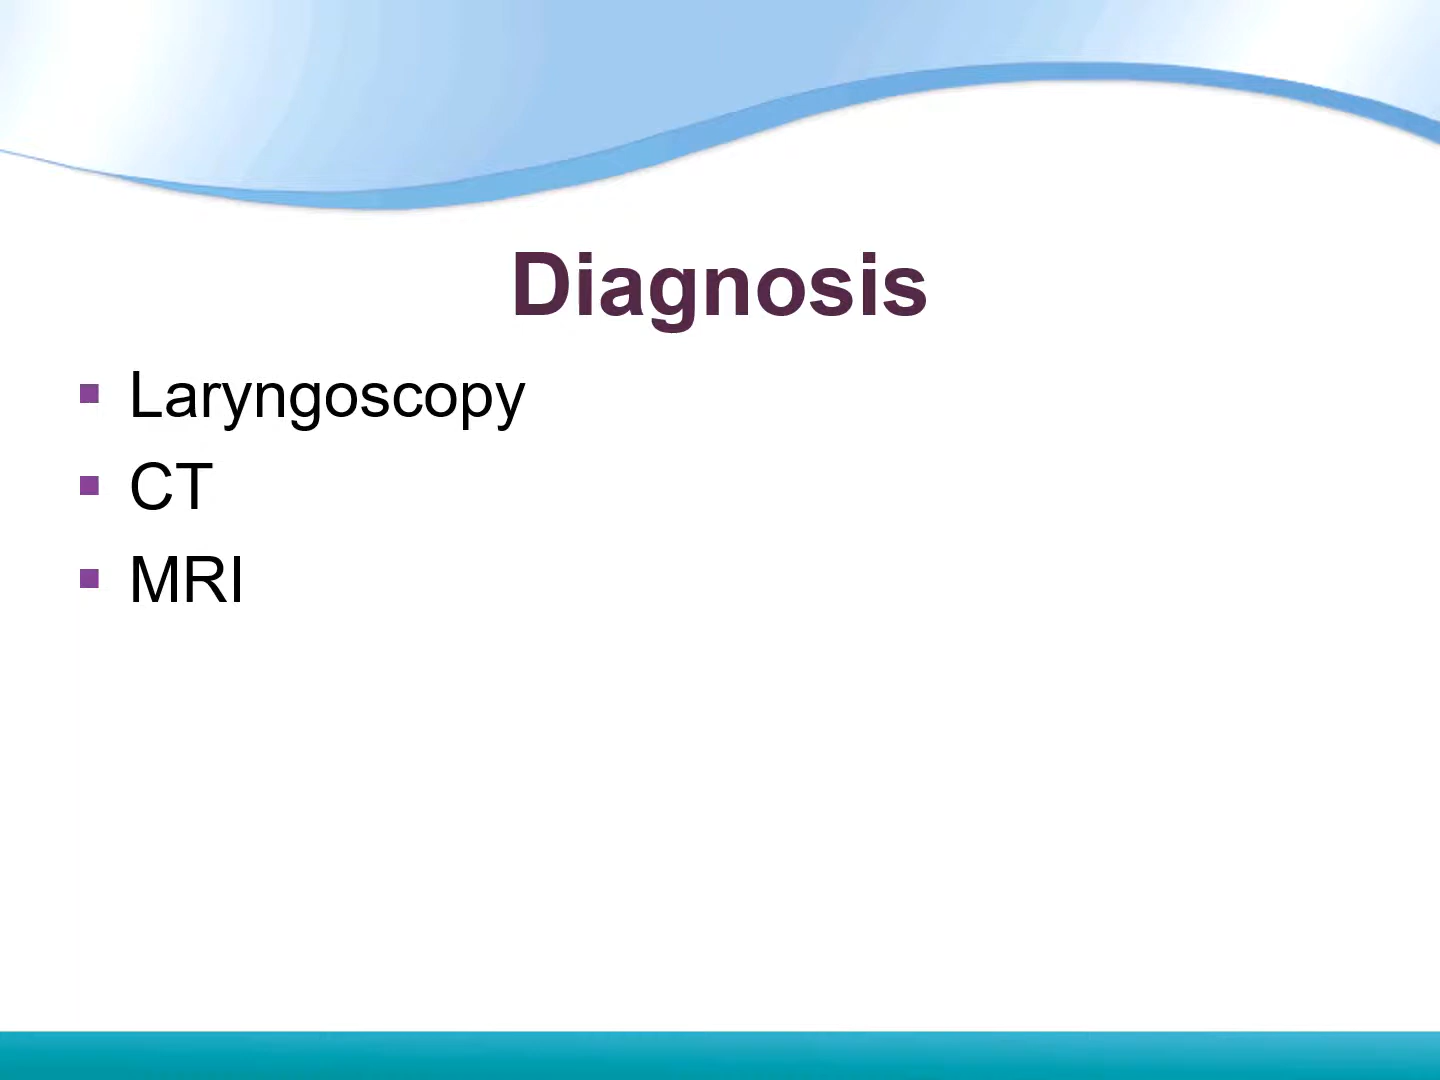 Diagnosis
▪ Laryngoscopy
▪ CT
▪ MRI